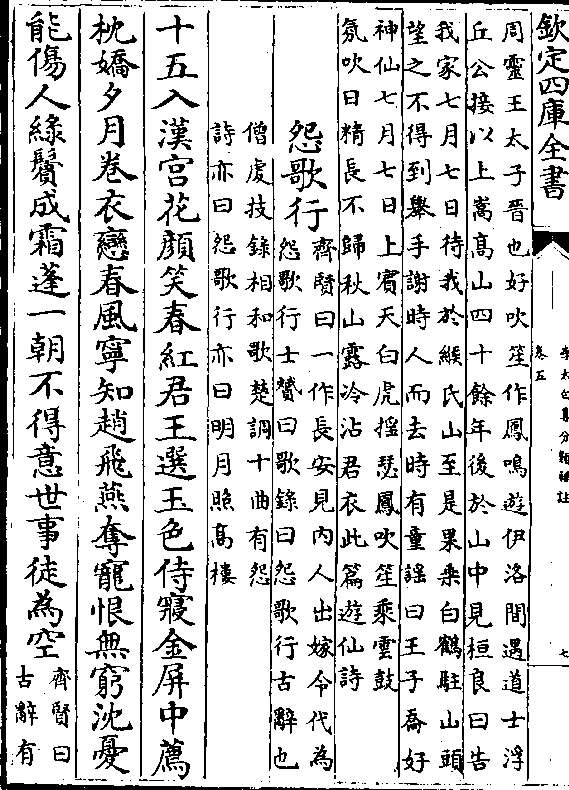 欽定四庫全書
卷五
李太白集分類補註
七
周靈王太子晉也好吹笙作鳳鳴遊伊洛間遇道士浮
丘公接以上嵩髙山四十餘年後於山中見桓良曰告
我家七月七日待我於緱氏山至是果乘白鶴駐山頭
望之不得到舉手謝時人而去時有童謡曰王子喬好
神仙七月七日上賓天白虎揺瑟鳳吹笙乘雲鼓
氣吹日精長不歸秋山露冷沾君衣此篇遊仙詩
怨歌行
齊賢曰一作長安見内人出嫁令代為
怨歌行士贇曰歌錄曰怨歌行古辭也
僧虔技録相和歌楚調十曲有怨
詩亦曰怨歌行亦曰明月照髙樓
十五入漢宮花顔笑春紅君王選玉色侍寢金屏中薦
枕嬌夕月卷衣戀春風寧知趙飛燕奪寵恨無窮沈憂
能傷人緑鬢成霜蓬一朝不得意世事徒為空
齊賢曰
古辭有